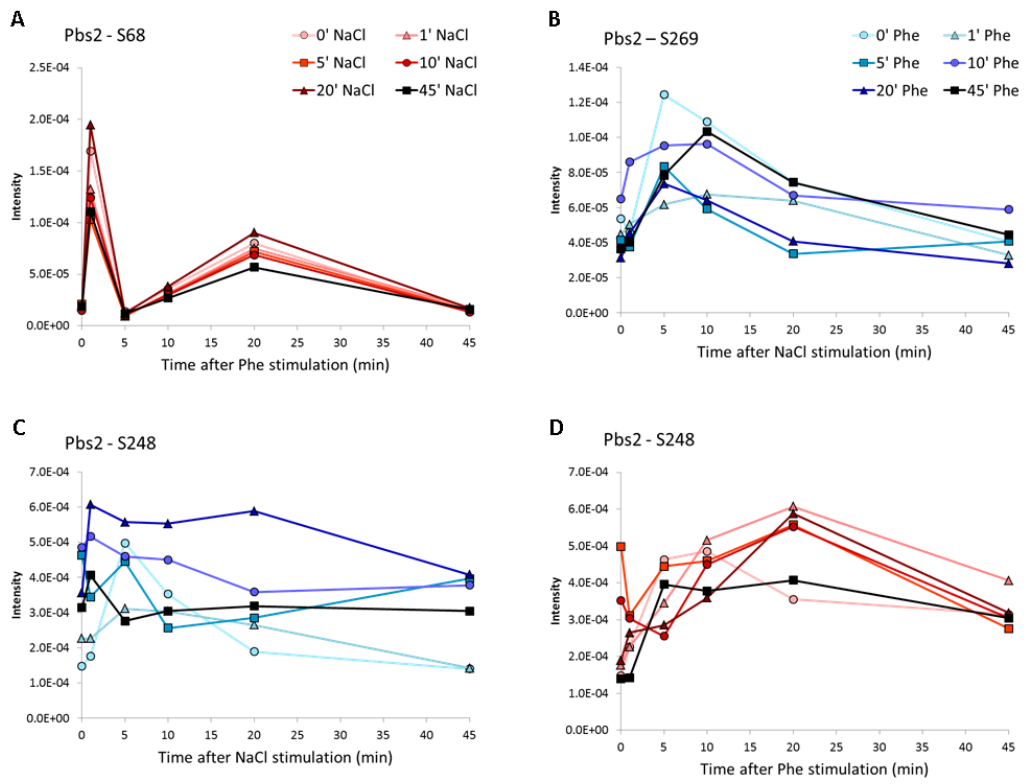 A
Pbs2 - S68
0' NaCl 1' NaCl
5' NaCl 10' NaCl
20' NaCl 45' NaCl
2.5E-04
2.0E-04
1.5E-04
1.0E-04
5.0E-05
0.0E+00
Intensity
0 5 10 15 20 25 30 35 40 45
Time after Phe stimulation (min)
B
Pbs2 – S269
0' Phe 1' Phe
5' Phe 10' Phe
20' Phe 45' Phe
1.4E-04
1.2E-04
1.0E-04
8.0E-05
6.0E-05
4.0E-05
2.0E-05
0.0E+00
Intensity
0 5 10 15 20 25 30 35 40 45
Time after NaCl stimulation (min)
C
Pbs2 - S248
7.0E-04
6.0E-04
5.0E-04
4.0E-04
3.0E-04
2.0E-04
1.0E-04
0.0E+00
Intensity
0 5 10 15 20 25 30 35 40 45
Time after NaCl stimulation (min)
D
Pbs2 - S248
7.0E-04
6.0E-04
5.0E-04
4.0E-04
3.0E-04
2.0E-04
1.0E-04
0.0E+00
Intensity
0 5 10 15 20 25 30 35 40 45
Time after Phe stimulation (min)